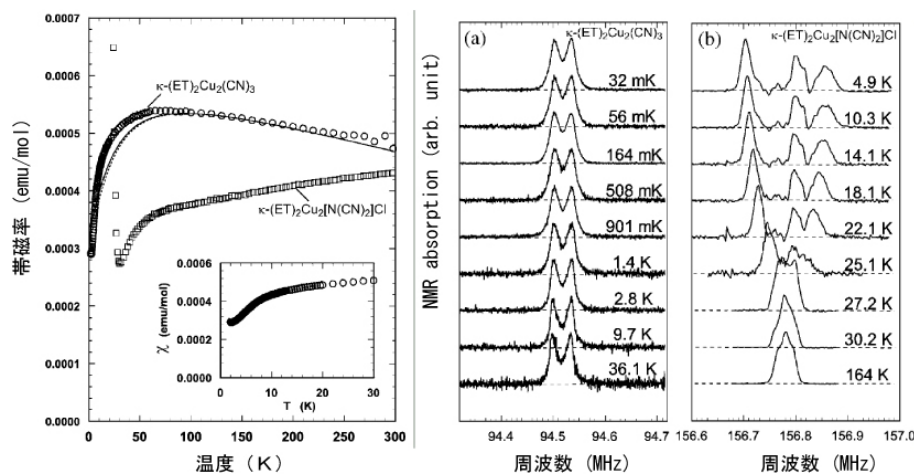 帯磁率 (emu/mol)
0.0007
0.0006
0.0005
0.0004
0.0003
0.0002
0.0001
0.0000
κ-(ET)₂Cu₂(CN)₃
κ-(ET)₂Cu₂[N(CN)₂]Cl
χ (emu/mol)
0.0006
0.0004
0.0002
0.0000
0 10 20 30
T (K)
0 50 100 150 200 250 300
温度 (K)
NMR absorption (arb. unit)
(a)
κ-(ET)₂Cu₂(CN)₃
32 mK
56 mK
164 mK
508 mK
901 mK
1.4 K
2.8 K
9.7 K
36.1 K
94.4 94.5 94.6 94.7
周波数 (MHz)
κ-(ET)₂Cu₂[N(CN)₂]Cl
(b)
4.9 K
10.3 K
14.1 K
18.1 K
22.1 K
25.1 K
27.2 K
30.2 K
164 K
156.6 156.7 156.8 156.9 157.0
周波数 (MHz)